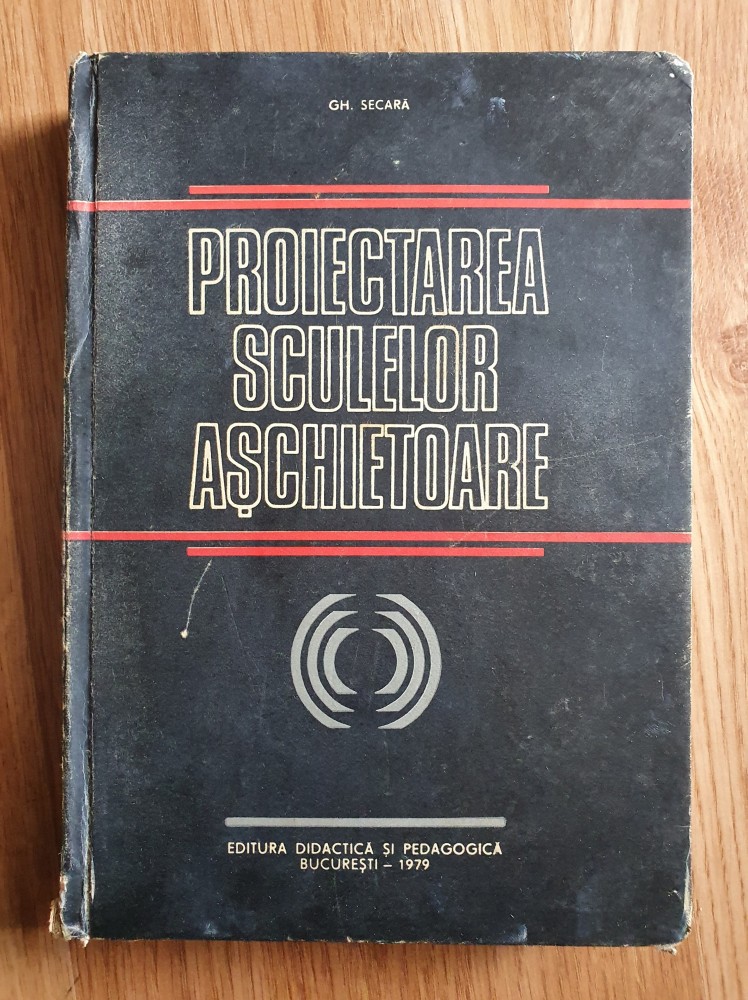 GH. SECARĂ
PROIECTAREA
SCULELOR
AŞCHIETOARE
EDITURA DIDACTICĂ ŞI PEDAGOGICĂ
BUCUREŞTI – 1979